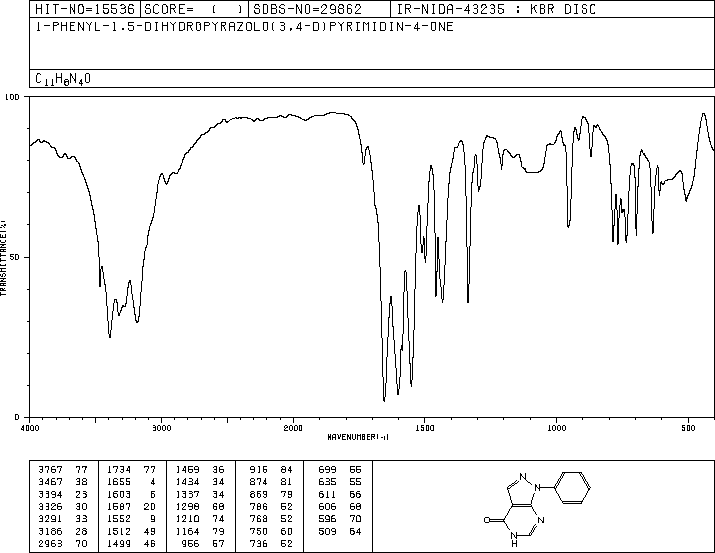 HIT-NO=15536 SCORE= ( ) SDBS-NO=29862 IR-NIDA-43235 : KBR DISC
1-PHENYL-1,5-DIHYDROPYRAZOLO(3,4-D)PYRIMIDIN-4-ONE
C11H8N4O
100
50
0
TRANSMITTANCE(%)
4000 3000 2000 1500 1000 500
WAVENUMBER(-1)
3767 77 1734 77 1459 36 916 84 699 55
3467 38 1655 4 1434 34 874 81 635 55
3394 23 1603 6 1337 34 869 79 611 66
3326 30 1587 20 1298 68 786 52 606 68
3291 33 1552 9 1210 74 768 52 596 70
3186 28 1512 49 1164 79 750 60 509 64
2963 70 1499 46 956 57 736 52
N
N
N
O
N
N
H